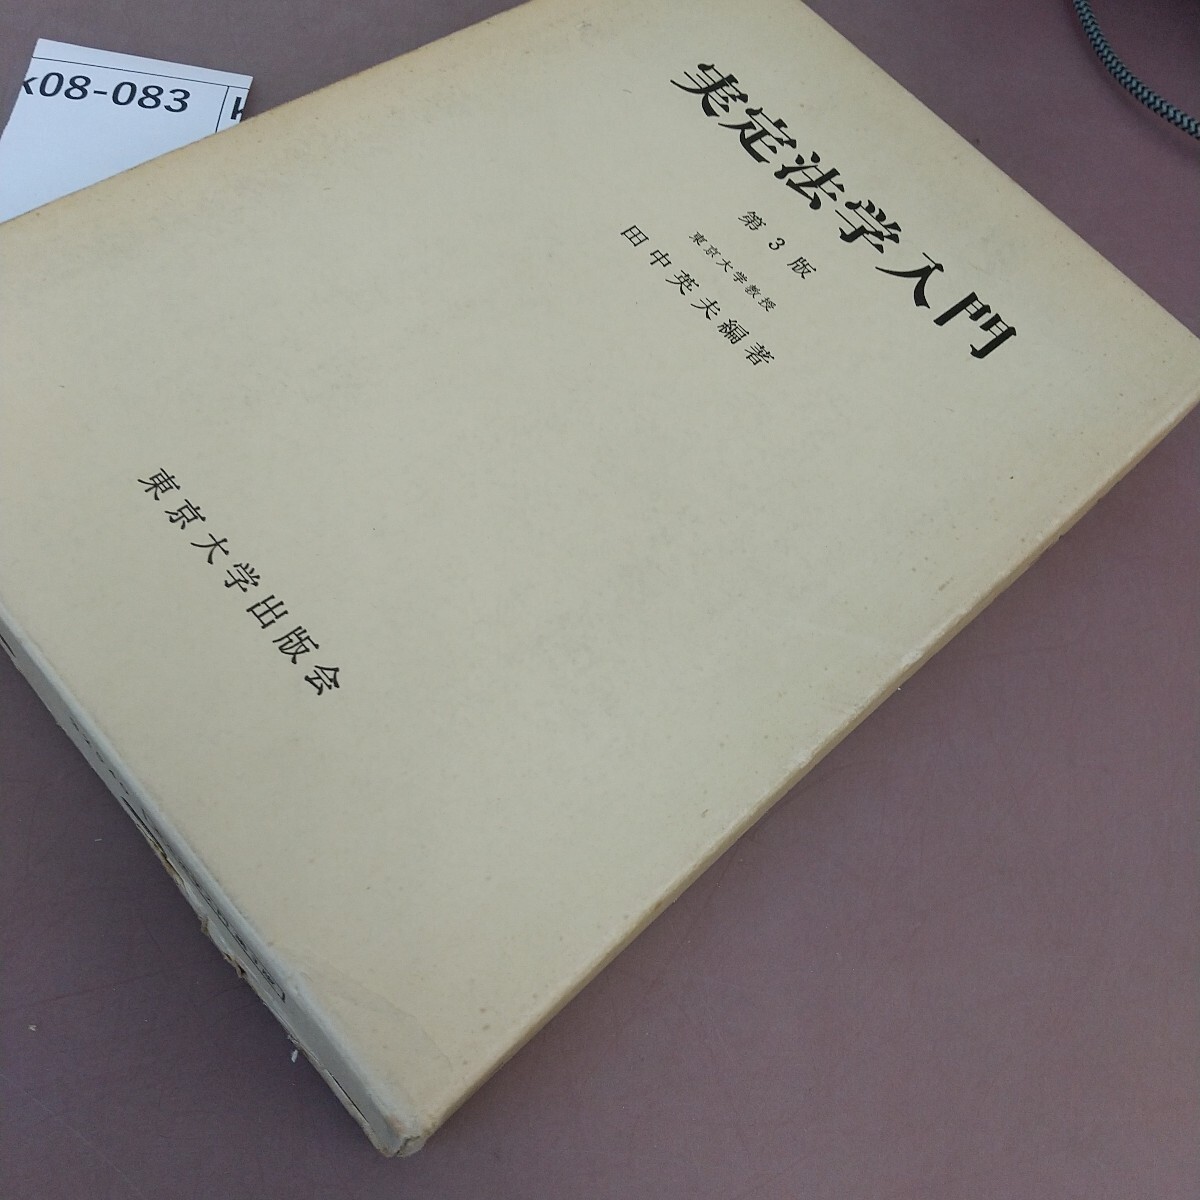 k08-083
実定法学入門
第3版
東京大学教授
田中英夫編著
東京大学出版会